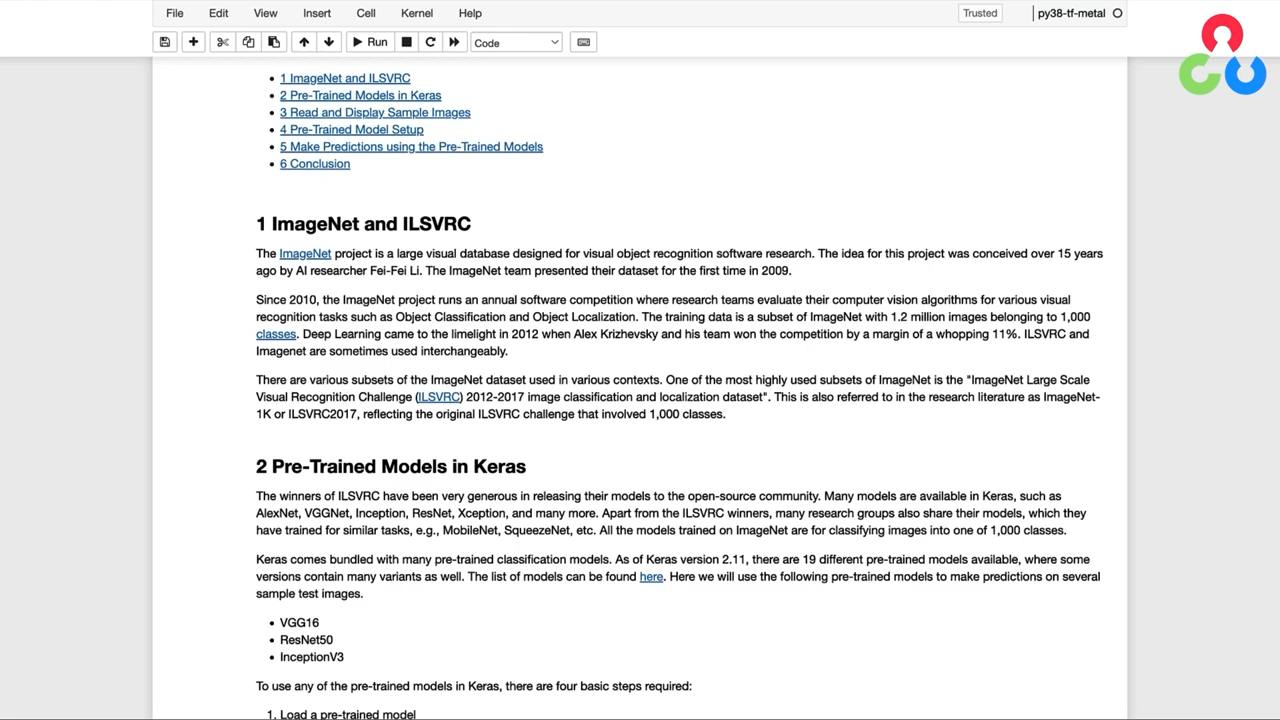 File Edit View Insert Cell Kernel Help Trusted py38-tf-metal
Run Code
1 ImageNet and ILSVRC
2 Pre-Trained Models in Keras
3 Read and Display Sample Images
4 Pre-Trained Model Setup
5 Make Predictions using the Pre-Trained Models
6 Conclusion
1 ImageNet and ILSVRC
The ImageNet project is a large visual database designed for visual object recognition software research. The idea for this project was conceived over 15 years
ago by AI researcher Fei-Fei Li. The ImageNet team presented their dataset for the first time in 2009.
Since 2010, the ImageNet project runs an annual software competition where research teams evaluate their computer vision algorithms for various visual
recognition tasks such as Object Classification and Object Localization. The training data is a subset of ImageNet with 1.2 million images belonging to 1,000
classes. Deep Learning came to the limelight in 2012 when Alex Krizhevsky and his team won the competition by a margin of a whopping 11%. ILSVRC and
Imagenet are sometimes used interchangeably.
There are various subsets of the ImageNet dataset used in various contexts. One of the most highly used subsets of ImageNet is the "ImageNet Large Scale
Visual Recognition Challenge (ILSVRC) 2012-2017 image classification and localization dataset". This is also referred to in the research literature as ImageNet-
1K or ILSVRC2017, reflecting the original ILSVRC challenge that involved 1,000 classes.
2 Pre-Trained Models in Keras
The winners of ILSVRC have been very generous in releasing their models to the open-source community. Many models are available in Keras, such as
AlexNet, VGGNet, Inception, ResNet, Xception, and many more. Apart from the ILSVRC winners, many research groups also share their models, which they
have trained for similar tasks, e.g., MobileNet, SqueezeNet, etc. All the models trained on ImageNet are for classifying images into one of 1,000 classes.
Keras comes bundled with many pre-trained classification models. As of Keras version 2.11, there are 19 different pre-trained models available, where some
versions contain many variants as well. The list of models can be found here. Here we will use the following pre-trained models to make predictions on several
sample test images.
VGG16
ResNet50
InceptionV3
To use any of the pre-trained models in Keras, there are four basic steps required:
1. Load a pre-trained model